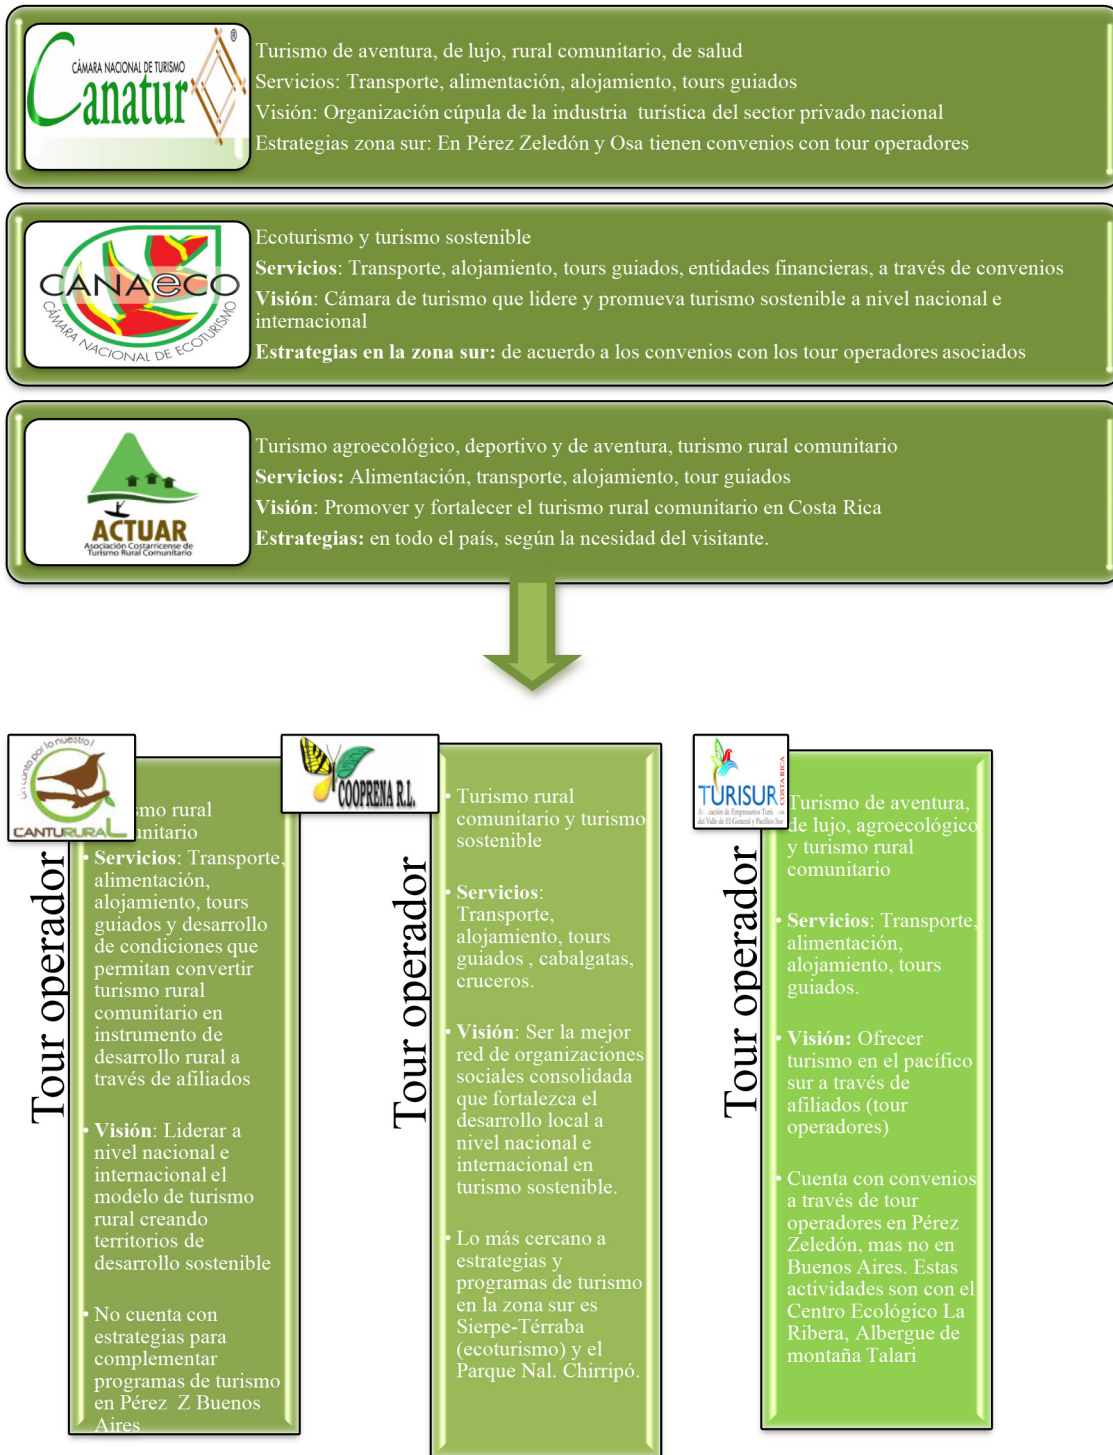 CÁMARA NACIONAL DE TURISMO
Canatur
®
Turismo de aventura, de lujo, rural comunitario, de salud
Servicios: Transporte, alimentación, alojamiento, tours guiados
Visión: Organización cúpula de la industria turística del sector privado nacional
Estrategias zona sur: En Pérez Zeledón y Osa tienen convenios con tour operadores
CANAeCO
CÁMARA NACIONAL DE ECOTURISMO
Ecoturismo y turismo sostenible
Servicios: Transporte, alojamiento, tours guiados, entidades financieras, a través de convenios
Visión: Cámara de turismo que lidere y promueva turismo sostenible a nivel nacional e
internacional
Estrategias en la zona sur: de acuerdo a los convenios con los tour operadores asociados
ACTUAR
Asociación Costarricense de
Turismo Rural Comunitario
Turismo agroecológico, deportivo y de aventura, turismo rural comunitario
Servicios: Alimentación, transporte, alojamiento, tour guiados
Visión: Promover y fortalecer el turismo rural comunitario en Costa Rica
Estrategias: en todo el país, según la ncesidad del visitante.
por lo nuestro!
CANTURURAL
Tour operador
rural
• Servicios: Transporte,
alimentación,
alojamiento, tours
guiados y desarrollo
de condiciones que
permitan convertir
turismo rural
comunitario en
instrumento de
desarrollo rural a
través de afiliados
• Visión: Liderar a
nivel nacional e
internacional el
modelo de turismo
rural creando
territorios de
desarrollo sostenible
• No cuenta con
estrategias para
complementar
programas de turismo
en Pérez Z Buenos
Aires
COOPRENA R.L.
Tour operador
• Turismo rural
comunitario y turismo
sostenible
• Servicios:
Transporte,
alojamiento, tours
guiados , cabalgatas,
cruceros.
• Visión: Ser la mejor
red de organizaciones
sociales consolidada
que fortalezca el
desarrollo local a
nivel nacional e
internacional en
turismo sostenible.
• Lo más cercano a
estrategias y
programas de turismo
en la zona sur es
Sierpe-Térraba
(ecoturismo) y el
Parque Nal. Chirripó.
TURISUR
COSTA RICA
de Empresarios
del Valle de El General y Pacífico Sur
Tour operador
Turismo de aventura,
de lujo, agroecológico
y turismo rural
comunitario
• Servicios: Transporte,
alimentación,
alojamiento, tours
guiados.
• Visión: Ofrecer
turismo en el pacífico
sur a través de
afiliados (tour
operadores)
• Cuenta con convenios
a través de tour
operadores en Pérez
Zeledón, mas no en
Buenos Aires. Estas
actividades son con el
Centro Ecológico La
Ribera, Albergue de
montaña Talari